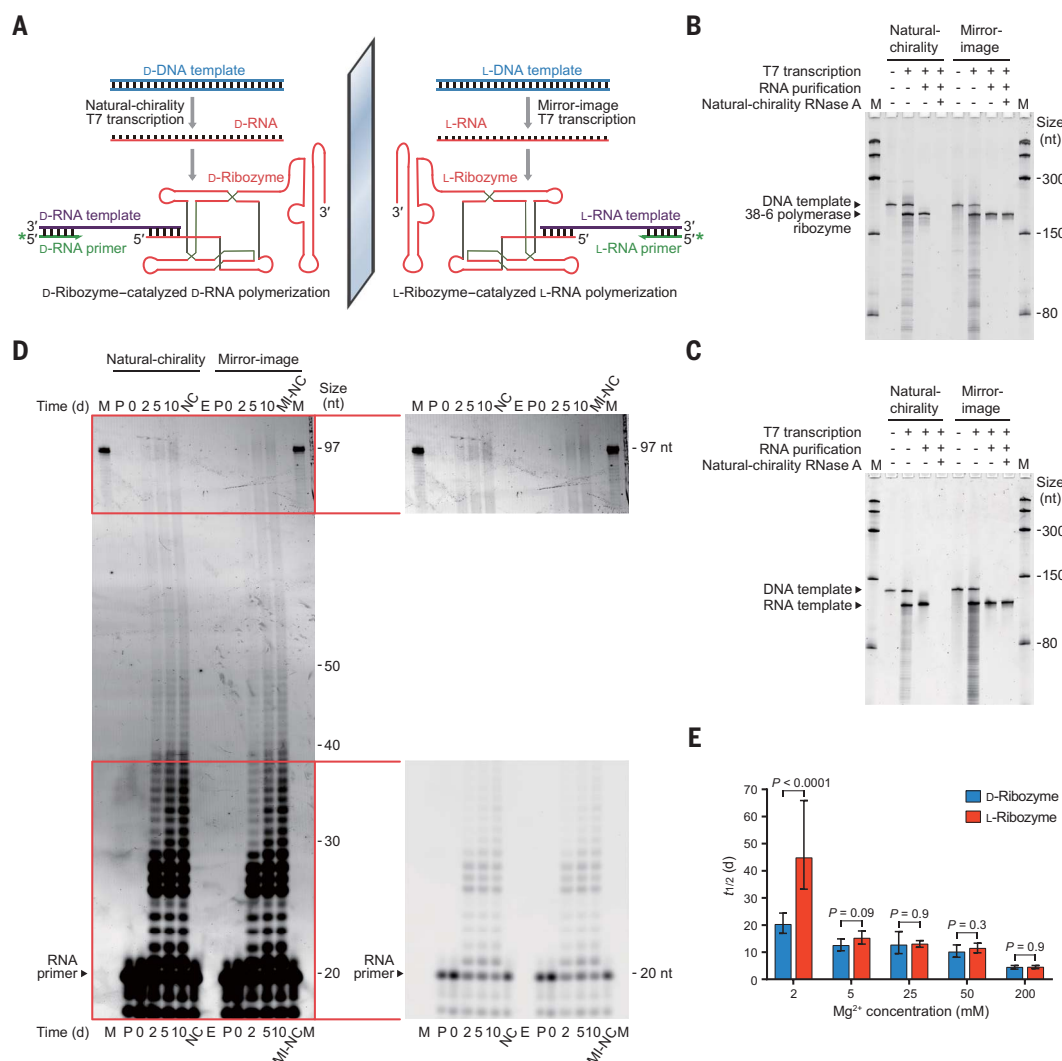 A
D-DNA template
Natural-chirality
T7 transcription
D-RNA
D-Ribozyme
3′
D-RNA template
3′
*5′
D-RNA primer
5′
D-Ribozyme–catalyzed D-RNA polymerization
L-DNA template
Mirror-image
T7 transcription
L-RNA
L-Ribozyme
3′
L-RNA template
3′
5′
5′*
L-RNA primer
L-Ribozyme–catalyzed L-RNA polymerization
B
Natural-chirality
Mirror-image
T7 transcription - + + + - + + +
RNA purification + + + +
Natural-chirality RNase A + +
M
M
Size (nt)
-300
DNA template
38-6 polymerase ribozyme
-150
-80
C
Natural-chirality
Mirror-image
T7 transcription - + + + - + + +
RNA purification + + + +
Natural-chirality RNase A + +
M
M
Size (nt)
-300
-150
DNA template
RNA template
-80
D
Natural-chirality Mirror-image
Size (nt)
Time (d) M P 0 2 5 10 NC E P 0 2 5 10 MI-NC M
M P 0 2 5 10 NC E P 0 2 5 10 MI-NC M
-97
- 97 nt
-50
-40
-30
RNA primer
-20
RNA primer
- 20 nt
Time (d) M P 0 2 5 10 NC E P 0 2 510 MI-NC M
M P 0 2 5 10 NC E P 0 2 5 10 MI-NC M
E
t1/2 (d)
70
60
50
40
30
20
10
0
P < 0.0001
P = 0.09
P = 0.9
P = 0.3
P = 0.9
D-Ribozyme
L-Ribozyme
2 5 25 50 200
Mg2+ concentration (mM)